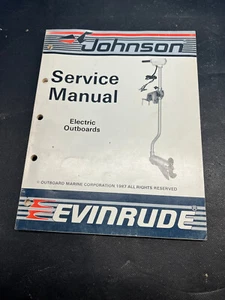 Johnson
Service
Manual
Electric
Outboards
© OUTBOARD MARINE CORPORATION 1987 ALL RIGHTS RESERVED
EVINRUDE